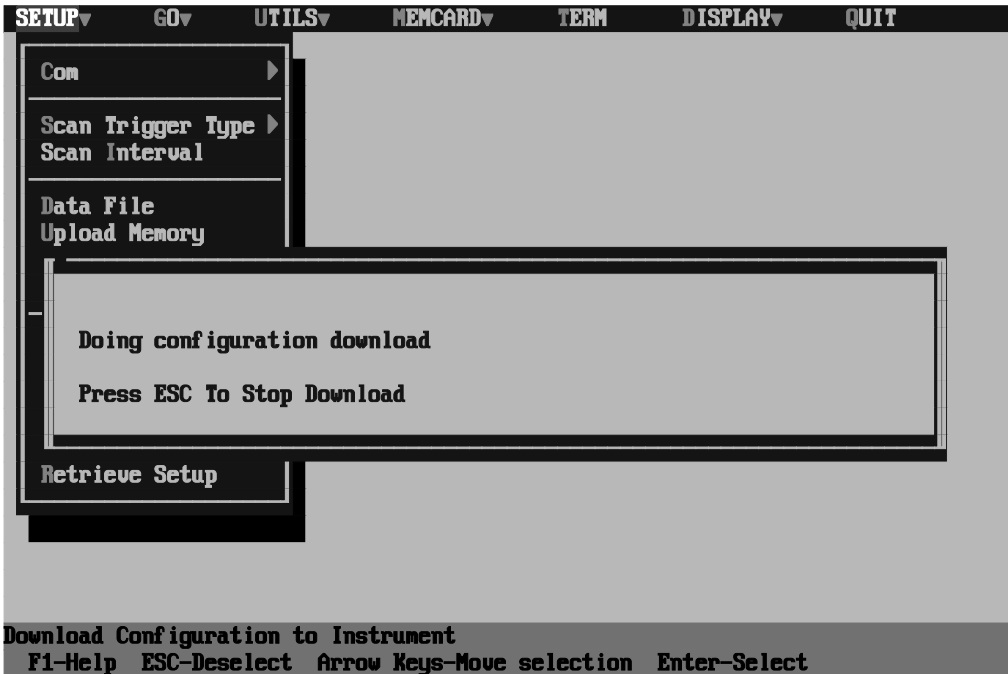 SETUP▼ GO▼ UTILS▼ MEMCARD▼ TERM DISPLAY▼ QUIT
Com ▶
Scan Trigger Type ▶
Scan Interval
Data File
Upload Memory
Doing configuration download
Press ESC To Stop Download
Retrieve Setup
Download Configuration to Instrument
F1-Help ESC-Deselect Arrow Keys-Move selection Enter-Select